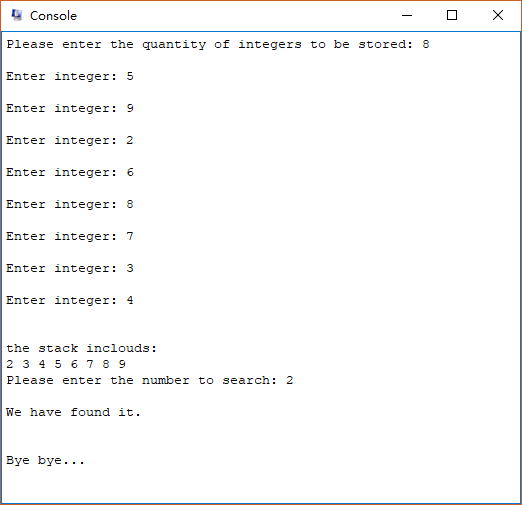 Console
Please enter the quantity of integers to be stored: 8
Enter integer: 5
Enter integer: 9
Enter integer: 2
Enter integer: 6
Enter integer: 8
Enter integer: 7
Enter integer: 3
Enter integer: 4
the stack inclouds:
2 3 4 5 6 7 8 9
Please enter the number to search: 2
We have found it.
Bye bye...